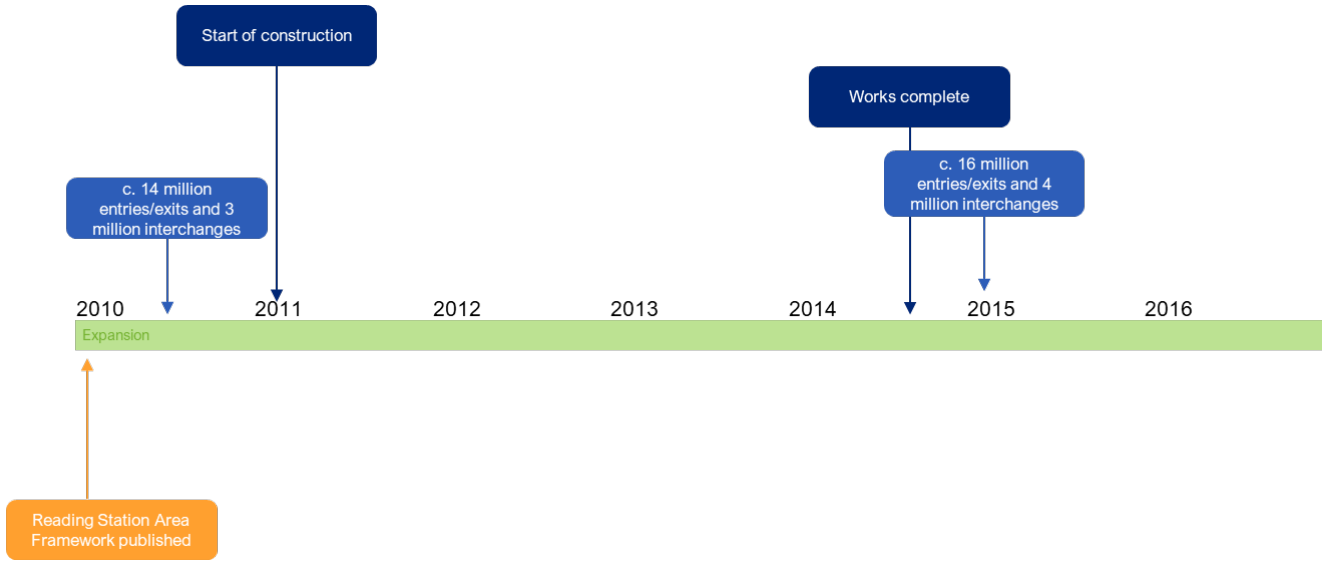 Start of construction
Works complete
c. 14 million
entries/exits and 3
million interchanges
c. 16 million
entries/exits and 4
million interchanges
2010 2011 2012 2013 2014 2015 2016
Expansion
Reading Station Area
Framework published